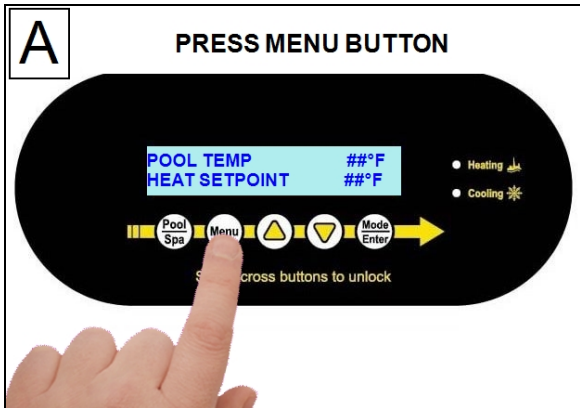 A
PRESS MENU BUTTON
POOL TEMP ##°F
HEAT SETPOINT ##°F
Heating
Cooling
Pool
Spa
Menu
Mode
Enter
cross buttons to unlock